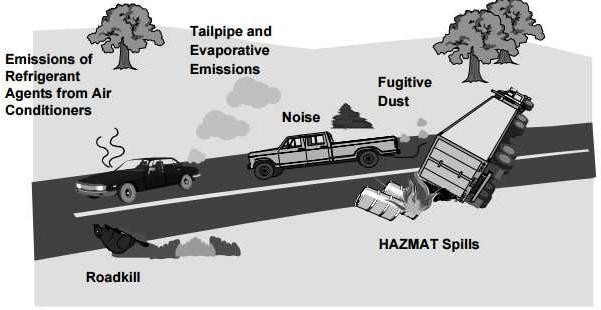 Emissions of
Refrigerant
Agents from Air
Conditioners
Tailpipe and
Evaporative
Emissions
Noise
Fugitive
Dust
HAZMAT Spills
Roadkill